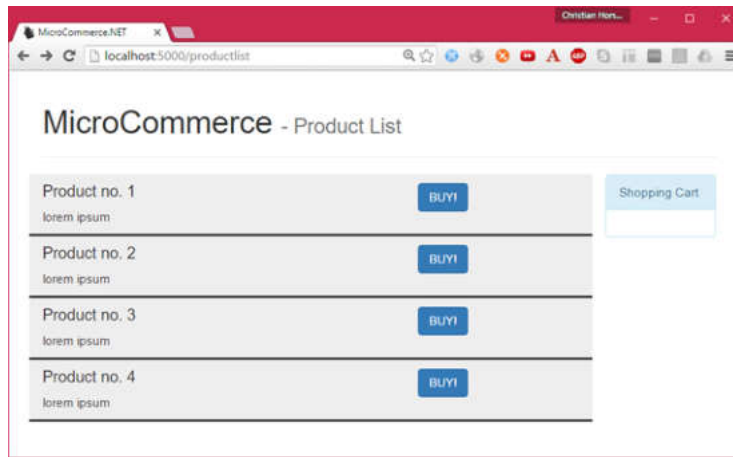 Christian Hors...
MicroCommerce.NET
localhost:5000/productlist
MicroCommerce - Product List
Product no. 1
BUY!
Shopping Cart
lorem ipsum
Product no. 2
BUY!
lorem ipsum
Product no. 3
BUY!
lorem ipsum
Product no. 4
BUY!
lorem ipsum